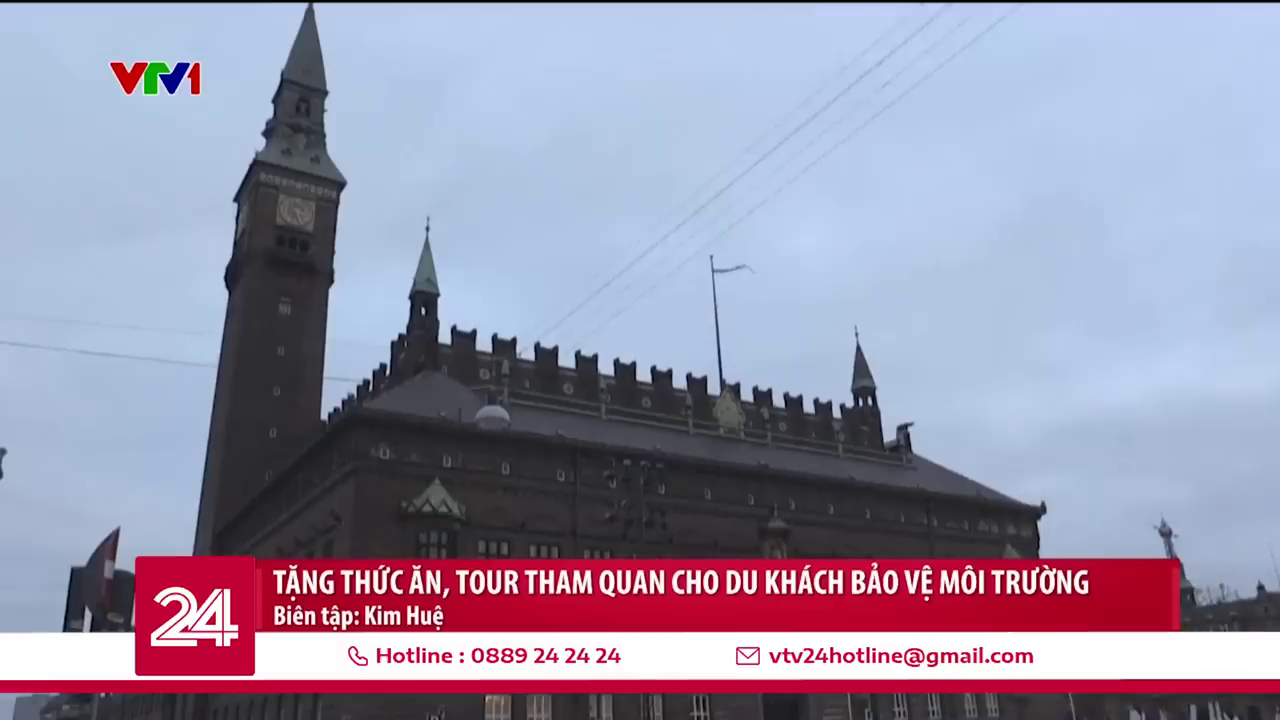 VTV1
TẶNG THỨC ĂN, TOUR THAM QUAN CHO DU KHÁCH BẢO VỆ MÔI TRƯỜNG
Biên tập: Kim Huệ
24
Hotline : 0889 24 24 24
vtv24hotline@gmail.com